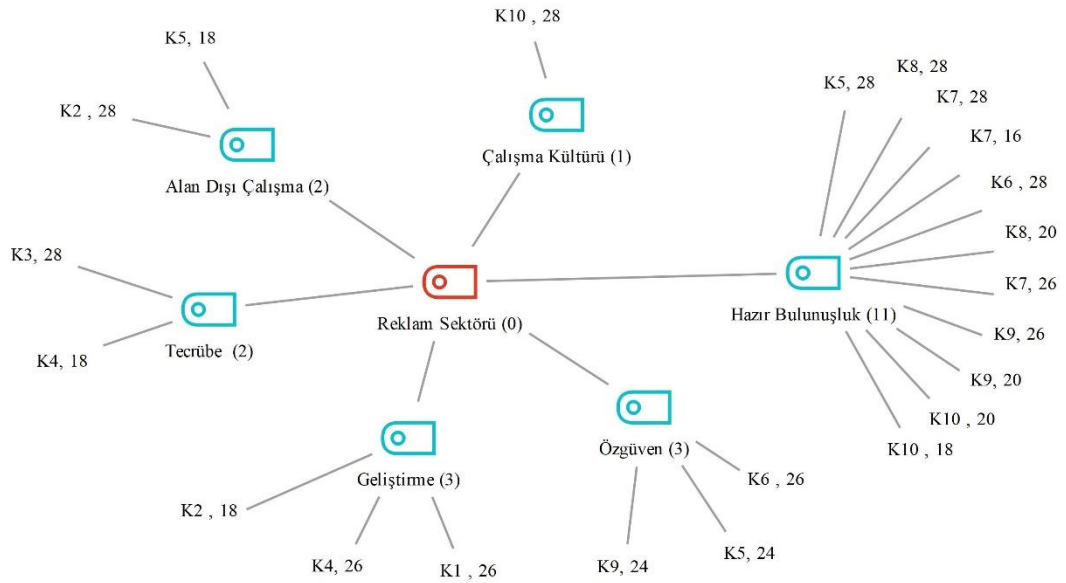 K10 , 28
K5, 18
K2 , 28
Alan Dışı Çalışma (2)
Çalışma Kültürü (1)
K5, 28
K8, 28
K7, 28
K7, 16
K6 , 28
K8, 20
K7, 26
K9, 26
K9, 20
K10 , 20
K10 , 18
Hazır Bulunuşluk (11)
Reklam Sektörü (0)
K3, 28
K4, 18
Tecrübe (2)
Geliştirme (3)
K2 , 18
K4, 26
K1 , 26
Özgüven (3)
K6 , 26
K5, 24
K9, 24